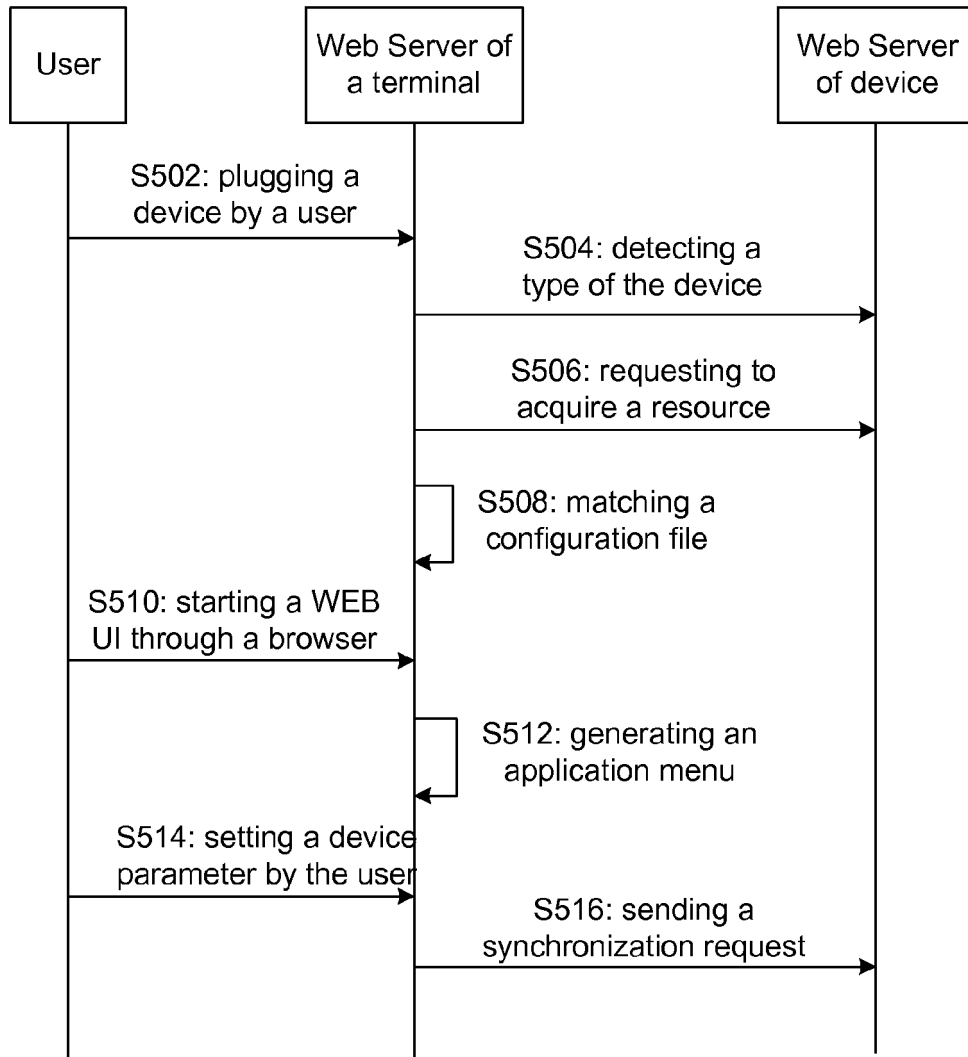 User
Web Server of
a terminal
Web Server
of device
S502: plugging a
device by a user
S504: detecting a
type of the device
S506: requesting to
acquire a resource
S508: matching a
configuration file
S510: starting a WEB
UI through a browser
S512: generating an
application menu
S514: setting a device
parameter by the user
S516: sending a
synchronization request